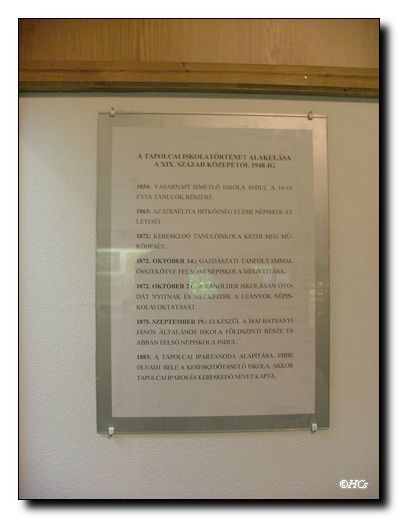 A TAPOLCAI ISKOLATÖRTÉNET ALAKULÁSA
A XIX. SZÁZAD KÖZEPÉTŐL 1948-IG
1854: VASÁRNAPI ISMÉTLŐ ISKOLA INDUL A 10-14
ÉVES TANULÓK RÉSZÉRE.
1863: AZ IZRAELITA HITKÖZSÉG ELEMI NÉPISKOLÁT
LÉTESÍT.
1872: KERESKEDŐ TANULÓISKOLA KEZDI MEG MŰ-
KÖDÉSÉT.
1872. OKTÓBER 14.: GAZDÁSZATI TANFOLYAMMAL
ÖSSZEKÖTVE FELSŐBB NÉPISKOLA MEGNYITÁSA.
1872. OKTÓBER A RANOLDER ISKOLÁBAN ÓVO-
DÁT NYITNAK ÉS MEGKEZDIK A LEÁNYOK NÉPIS-
KOLAI OKTATÁSÁT.
1875. SZEPTEMBER 19.: ELKÉSZÜL A MAI BATSÁNYI
JÁNOS ÁLTALÁNOS ISKOLA FÖLDSZINTI RÉSZE ÉS
ABBAN FELSŐ NÉPISKOLA INDUL.
1883: A TAPOLCAI IPARTANODA ALAPÍTÁSA. EBBE
OLVADT BELE A KERESKEDŐTANULÓ ISKOLA, AKKOR
TAPOLCAI IPAROS ÉS KERESKEDŐ NEVET KAPTA.
©HCs